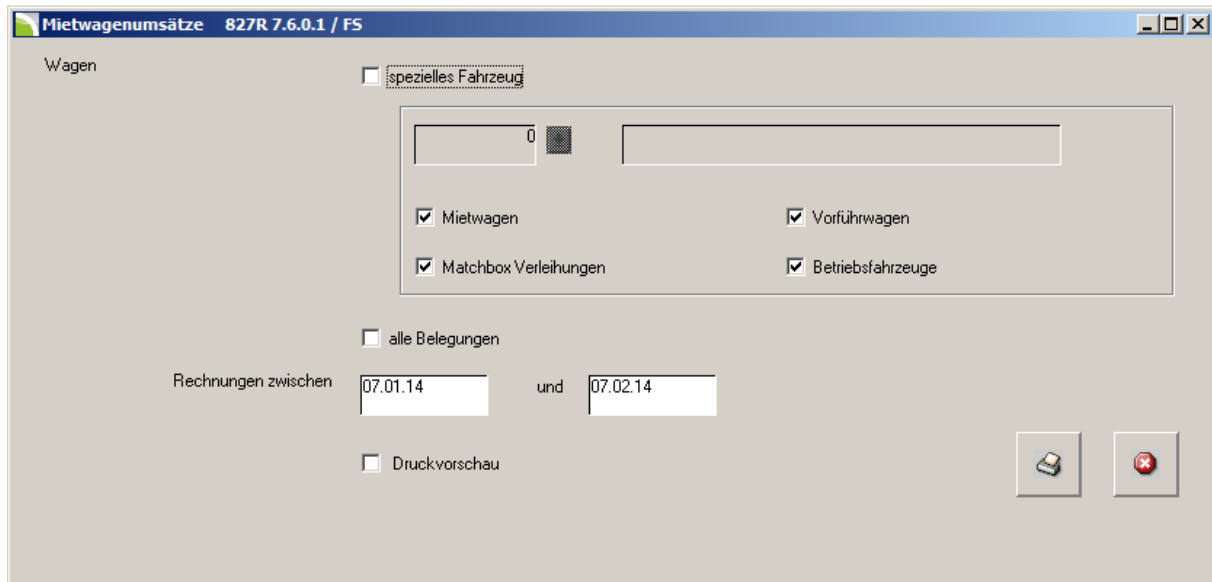 Mietwagenumsätze 827R 7.6.0.1 / FS
Wagen
spezielles Fahrzeug
0
Mietwagen Vorführwagen
Matchbox Verleihungen Betriebsfahrzeuge
alle Belegungen
Rechnungen zwischen 07.01.14 und 07.02.14
Druckvorschau